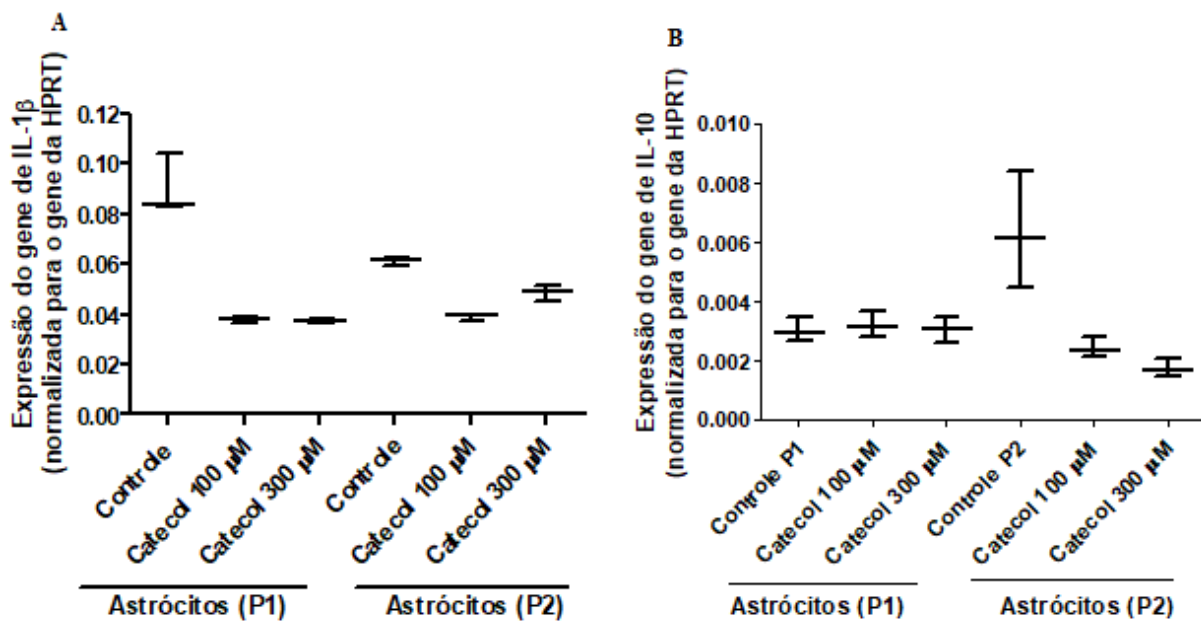 A
Expressão do gene de IL-1β
(normalizada para o gene da HPRT)
0.12
0.10
0.08
0.06
0.04
0.02
0.00
Controle
Catecol 100 µM
Catecol 300 µM
Controle
Catecol 100 µM
Catecol 300 µM
Astrócitos (P1)
Astrócitos (P2)
B
Expressão do gene de IL-10
(normalizada para o gene da HPRT)
0.010
0.008
0.006
0.004
0.002
0.000
Controle P1
Catecol 100 µM
Catecol 300 µM
Controle P2
Catecol 100 µM
Catecol 300 µM
Astrócitos (P1)
Astrócitos (P2)